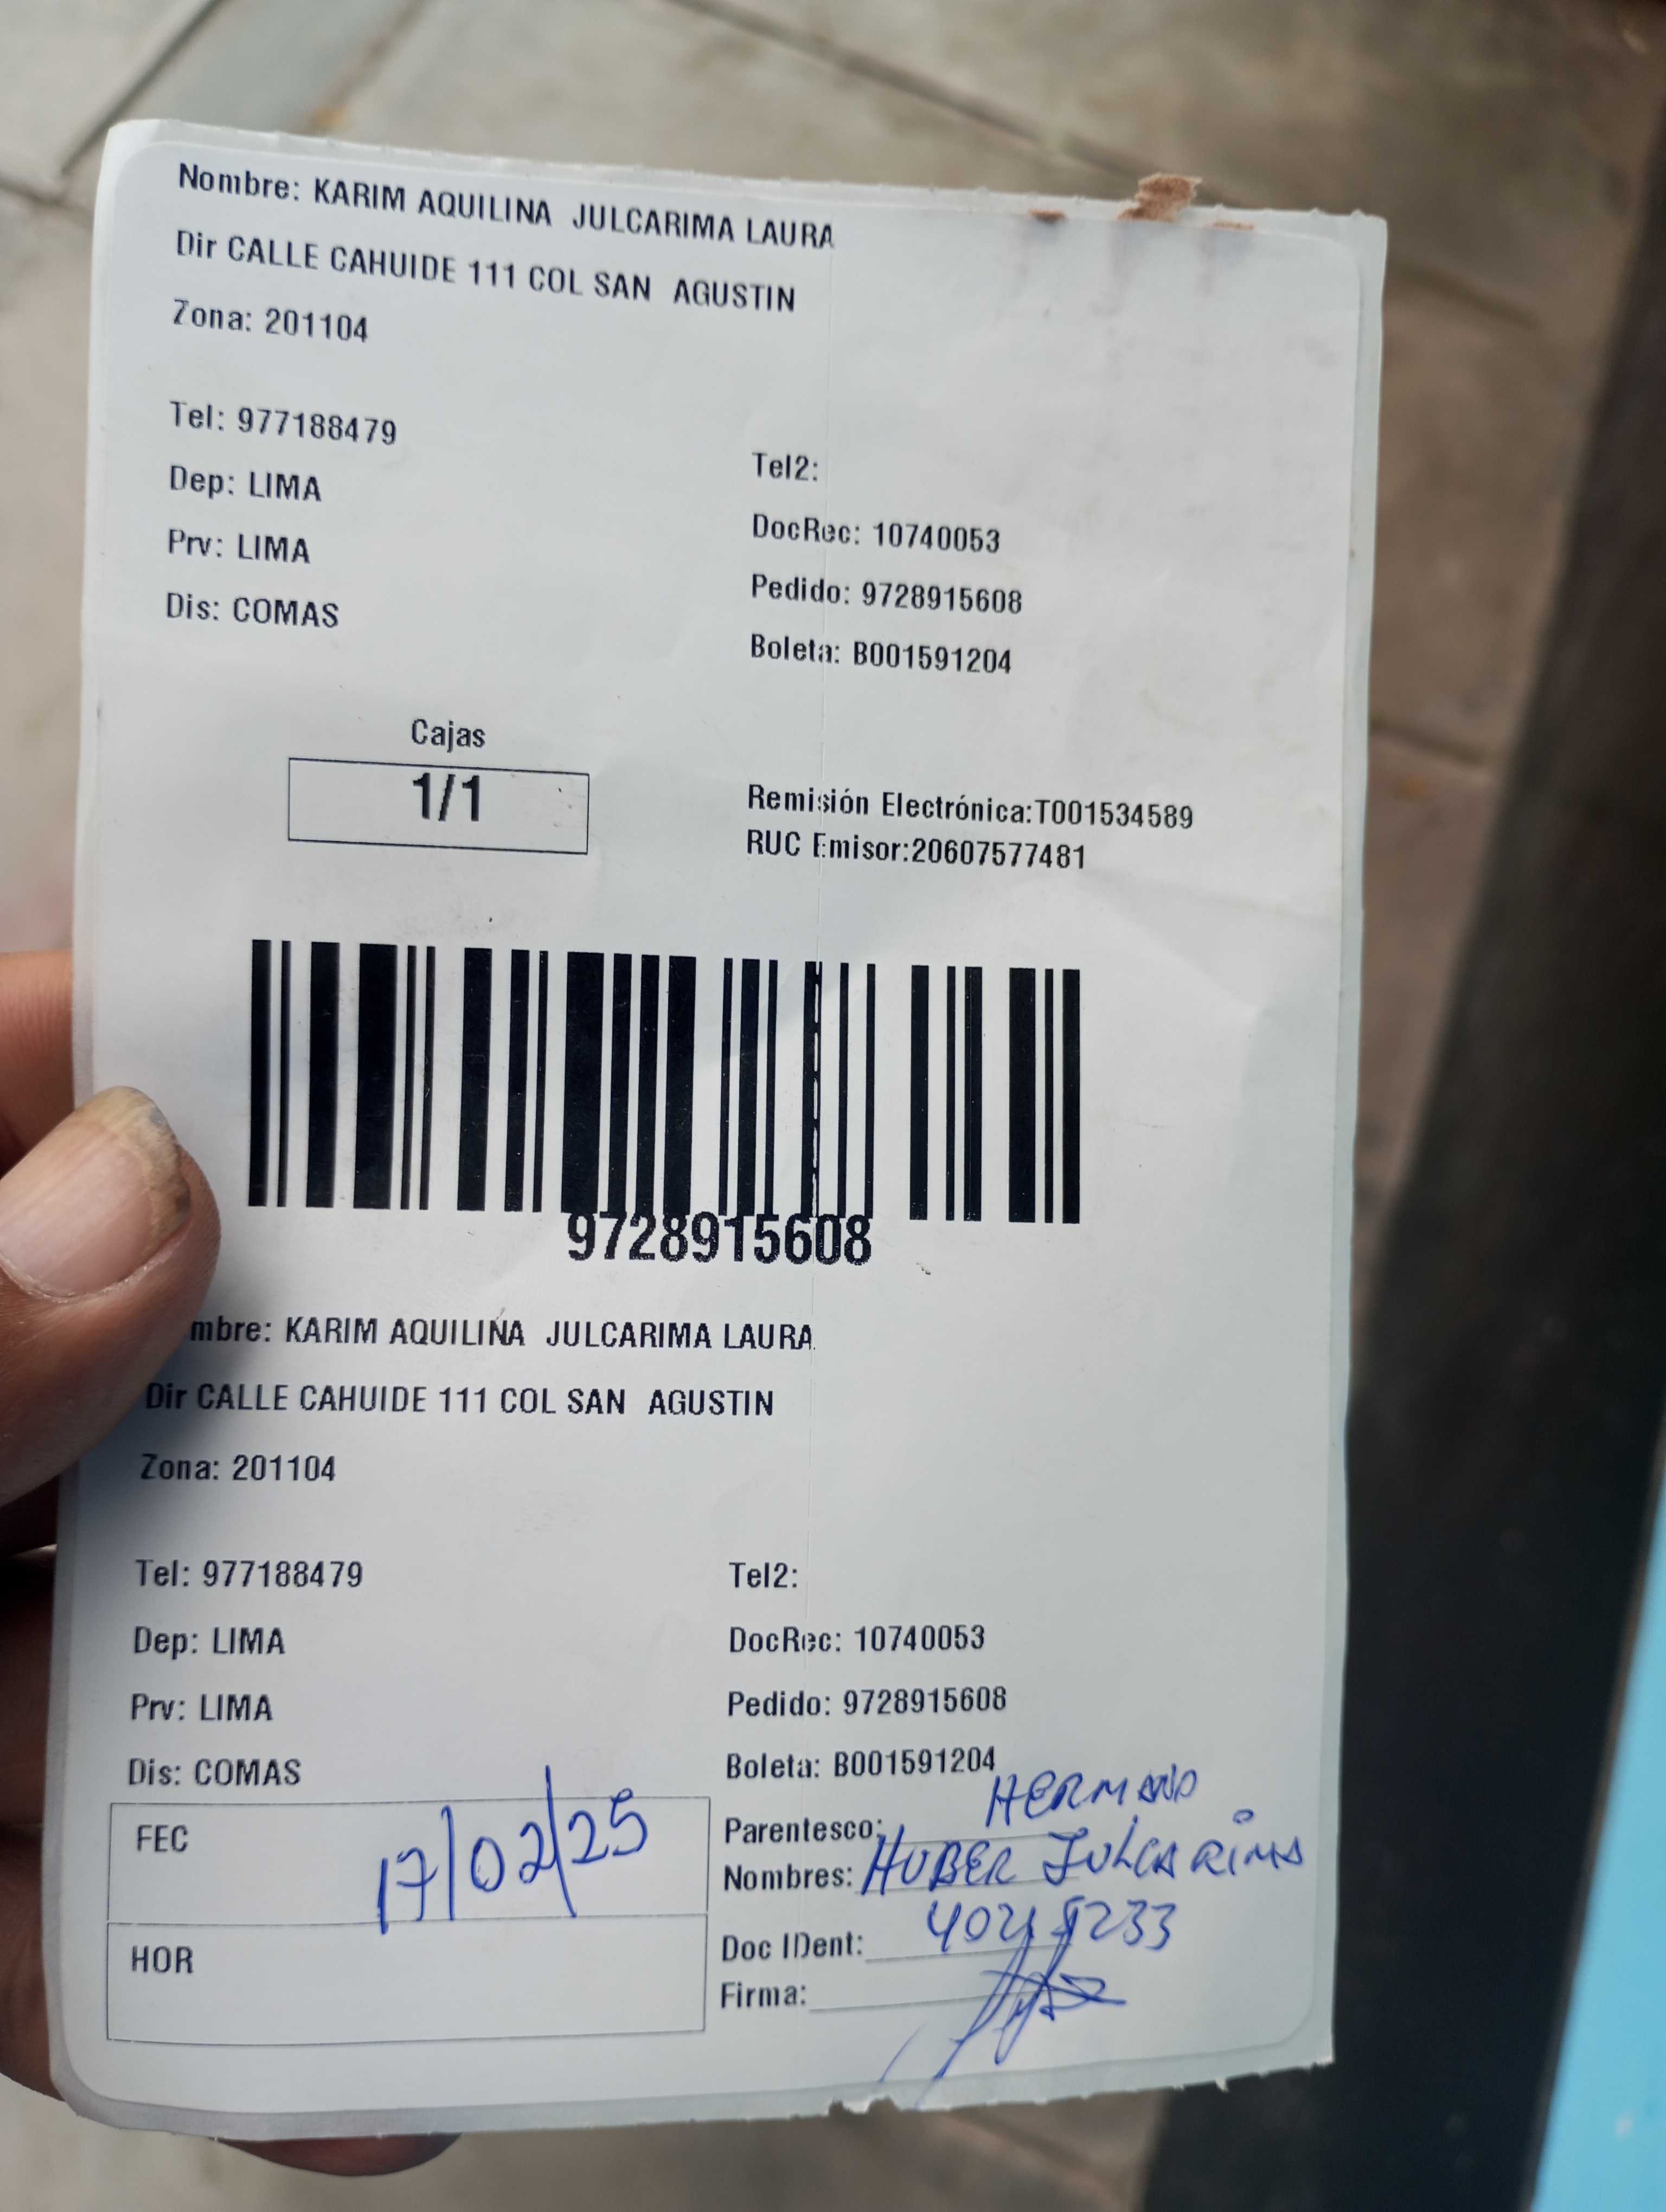 Nombre: KARIM AQUILINA JULCARIMA LAURA
Dir CALLE CAHUIDE 111 COL SAN AGUSTIN
Zona: 201104
Tel: 977188479
Tel2:
Dep: LIMA
DocRec: 10740053
Prv: LIMA
Pedido: 9728915608
Dis: COMAS
Boleta: B001591204
Cajas
1/1
Remisión Electrónica:T001534589
RUC Emisor:20607577481
9728915608
mbre: KARIM AQUILINA JULCARIMA LAURA
Dir CALLE CAHUIDE 111 COL SAN AGUSTIN
Zona: 201104
Tel: 977188479
Tel2:
Dep: LIMA
DocRec: 10740053
Prv: LIMA
Pedido: 9728915608
Dis: COMAS
Boleta: B001591204
FEC 17/02/25
Parentesco: HERMANO
Nombres: HUBER JULCARIMA
HOR
Doc IDent:
Firma: